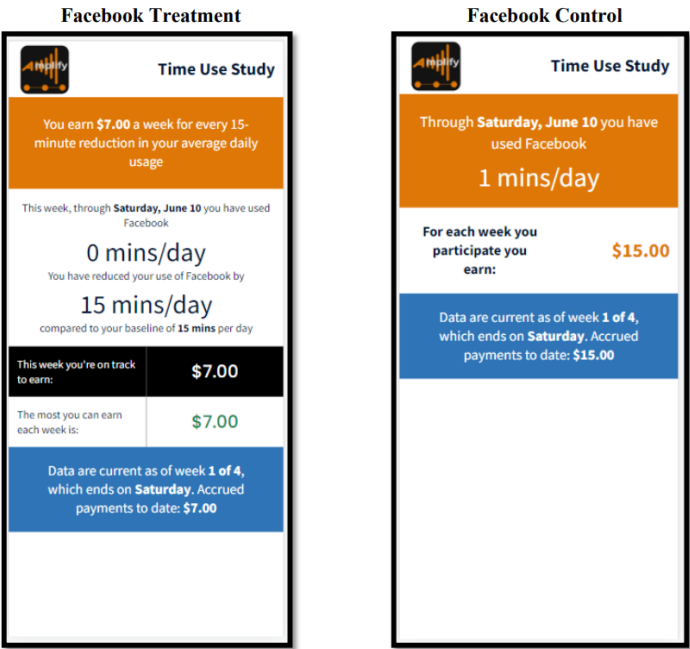 Facebook Treatment
Amplify
Time Use Study
You earn $7.00 a week for every 15-
minute reduction in your average daily
usage
This week, through Saturday, June 10 you have used
Facebook
0 mins/day
You have reduced your use of Facebook by
15 mins/day
compared to your baseline of 15 mins per day
This week you're on track
to earn:
$7.00
The most you can earn
each week is:
$7.00
Data are current as of week 1 of 4,
which ends on Saturday. Accrued
payments to date: $7.00
Facebook Control
Amplify
Time Use Study
Through Saturday, June 10 you have
used Facebook
1 mins/day
For each week you
participate you
earn:
$15.00
Data are current as of week 1 of 4,
which ends on Saturday. Accrued
payments to date: $15.00